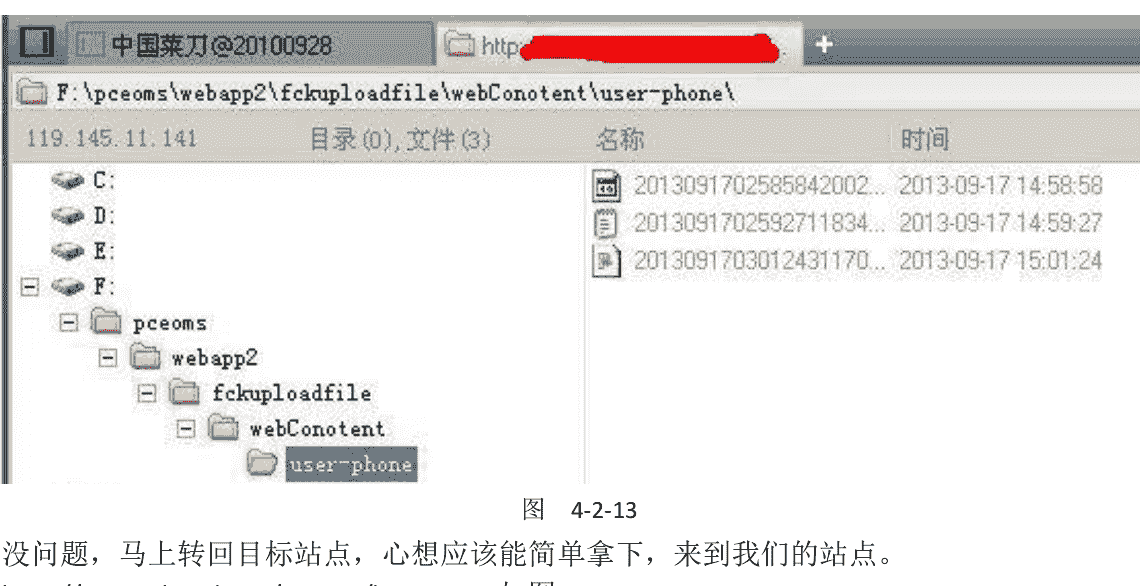 中国菜刀@20100928 http:
F:\pceoms\webapp2\fckuploadfile\webConotent\user-phone\
119.145.11.141 目录(0),文件(3) 名称 时间
C: 2013091702585842002... 2013-09-17 14:58:58
D: 2013091702592711834... 2013-09-17 14:59:27
E: 2013091703012431170... 2013-09-17 15:01:24
F:
pceoms
webapp2
fckuploadfile
webConotent
user-phone
图 4-2-13
没问题，马上转回目标站点，心想应该能简单拿下，来到我们的站点。